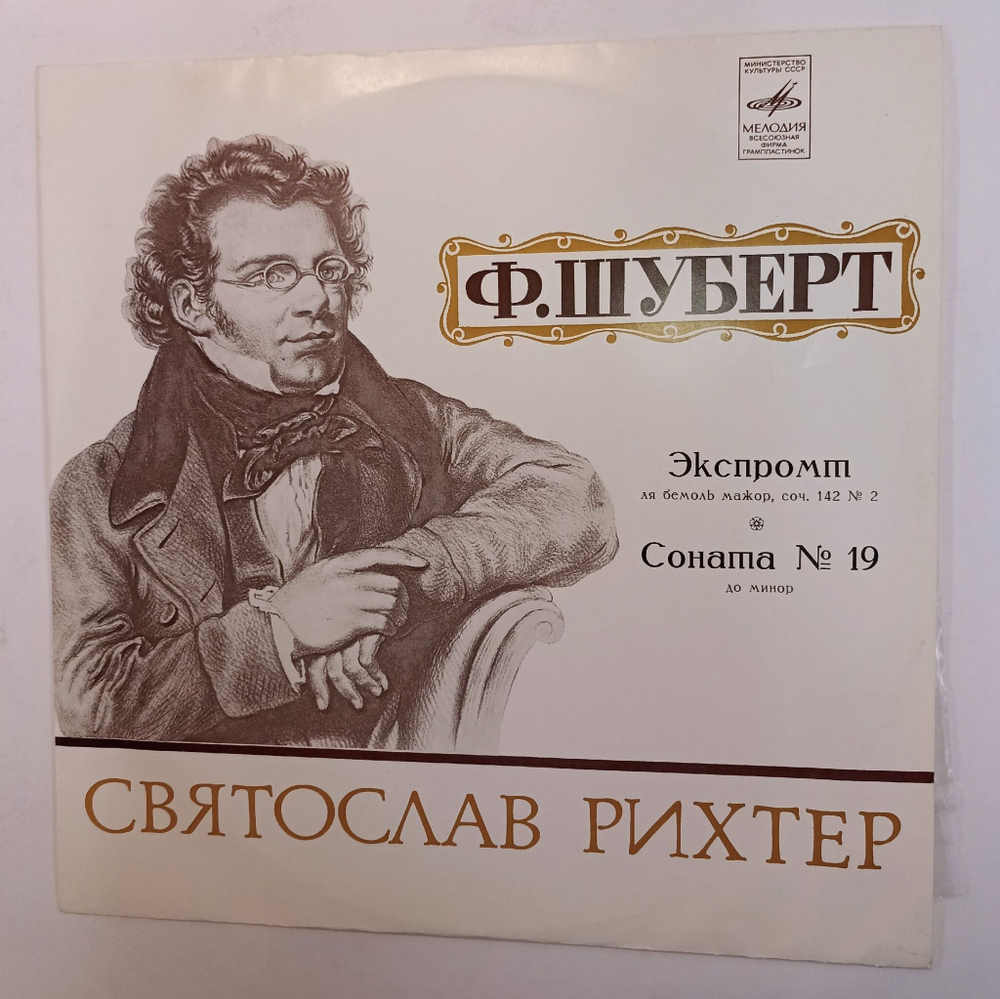 МИНИСТЕРСТВО
КУЛЬТУРЫ СССР
МЕЛОДИЯ
ВСЕСОЮЗНАЯ
ФИРМА
ГРАМПЛАСТИНОК
Ф.ШУБЕРТ
Экспромт
ля бемоль мажор, соч. 142 № 2
Соната № 19
до минор
СВЯТОСЛАВ РИХТЕР